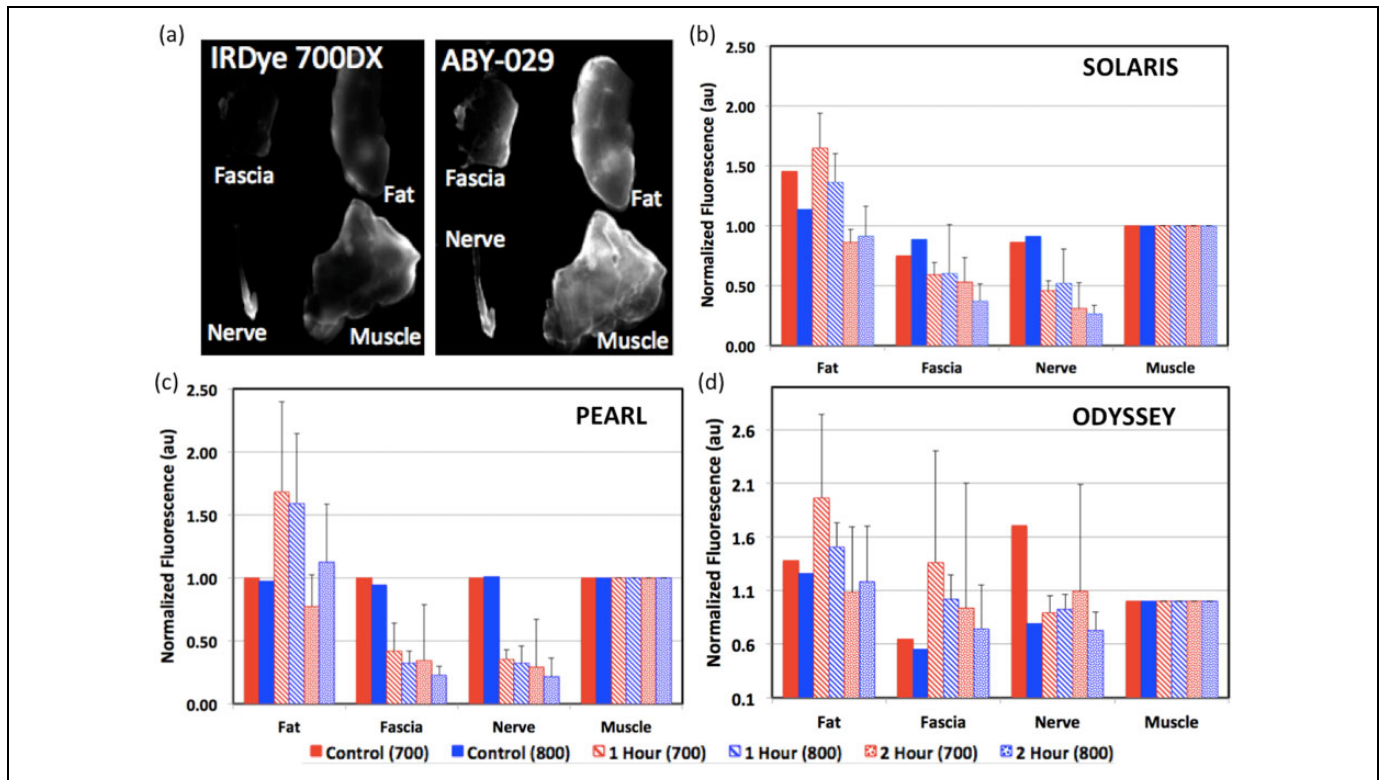 (a)
IRDye 700DX
ABY-029
Fascia
Fat
Nerve
Muscle
Fascia
Fat
Nerve
Muscle
(b)
SOLARIS
Normalized Fluorescence (au)
2.50
2.00
1.50
1.00
0.50
0.00
Fat Fascia Nerve Muscle
(c)
PEARL
Normalized Fluorescence (au)
2.50
2.00
1.50
1.00
0.50
0.00
Fat Fascia Nerve Muscle
(d)
ODYSSEY
Normalized Fluorescence (au)
2.6
2.1
1.6
1.1
0.6
0.1
Fat Fascia Nerve Muscle
Control (700) Control (800) 1 Hour (700) 1 Hour (800) 2 Hour (700) 2 Hour (800)